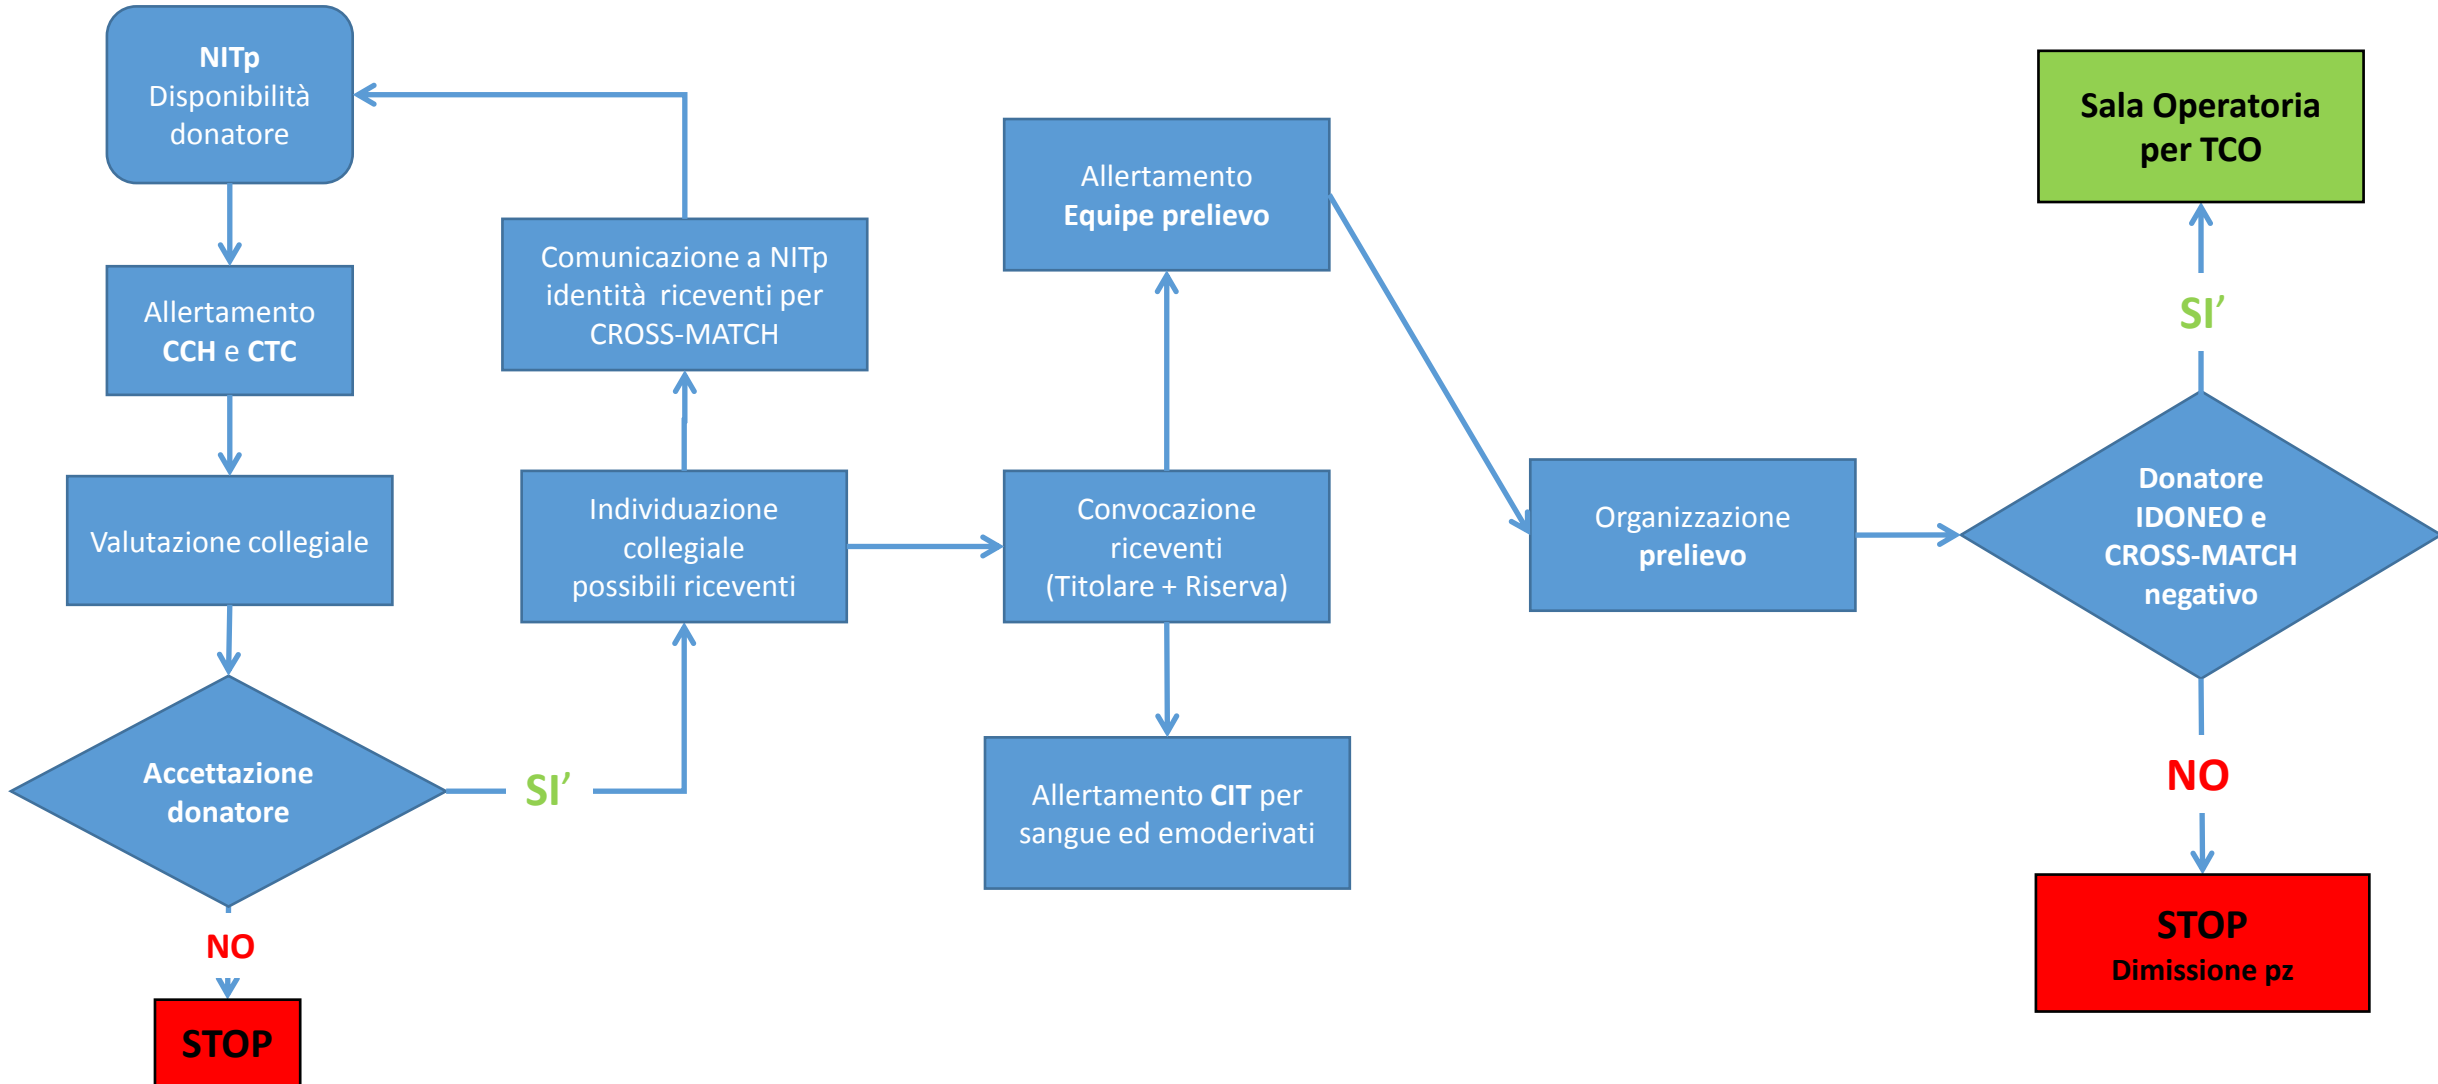 NITp
Disponibilità
donatore
Allertamento
CCH e CTC
Valutazione collegiale
Accettazione
donatore
NO
STOP
SI’
Individuazione
collegiale
possibili riceventi
Comunicazione a NITp
identità riceventi per
CROSS-MATCH
Convocazione
riceventi
(Titolare + Riserva)
Allertamento
Equipe prelievo
Allertamento CIT per
sangue ed emoderivati
Organizzazione
prelievo
Donatore
IDONEO e
CROSS-MATCH
negativo
SI’
Sala Operatoria
per TCO
NO
STOP
Dimissione pz